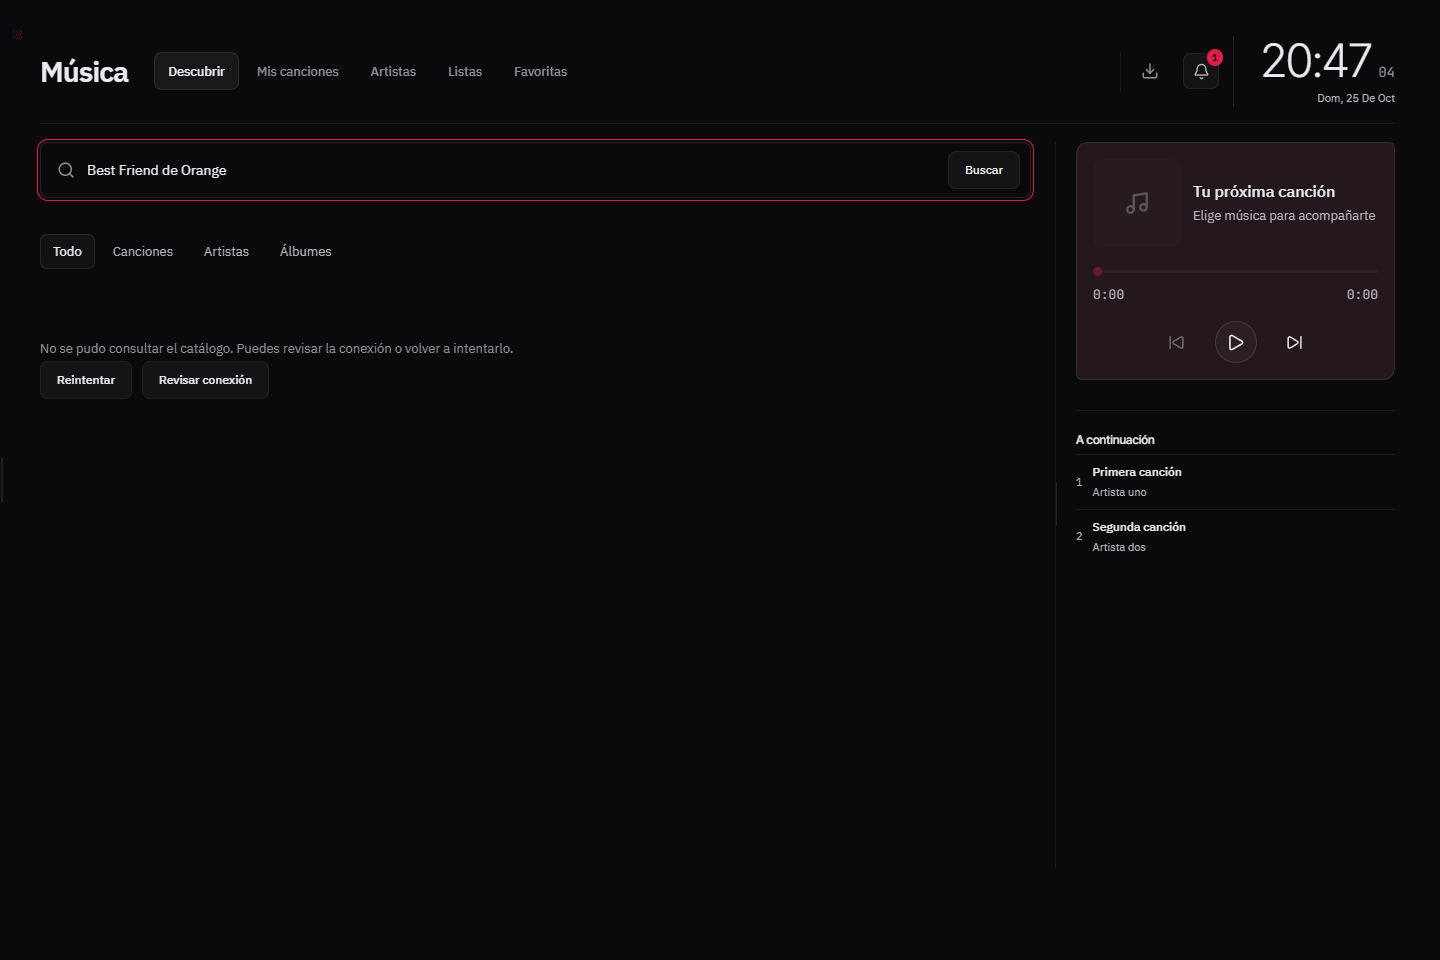 Música
Descubrir
Mis canciones
Artistas
Listas
Favoritas
1
20:47 04
Dom, 25 De Oct
Best Friend de Orange
Buscar
Todo
Canciones
Artistas
Álbumes
No se pudo consultar el catálogo. Puedes revisar la conexión o volver a intentarlo.
Reintentar
Revisar conexión
Tu próxima canción
Elige música para acompañarte
0:00
0:00
A continuación
1
Primera canción
Artista uno
2
Segunda canción
Artista dos